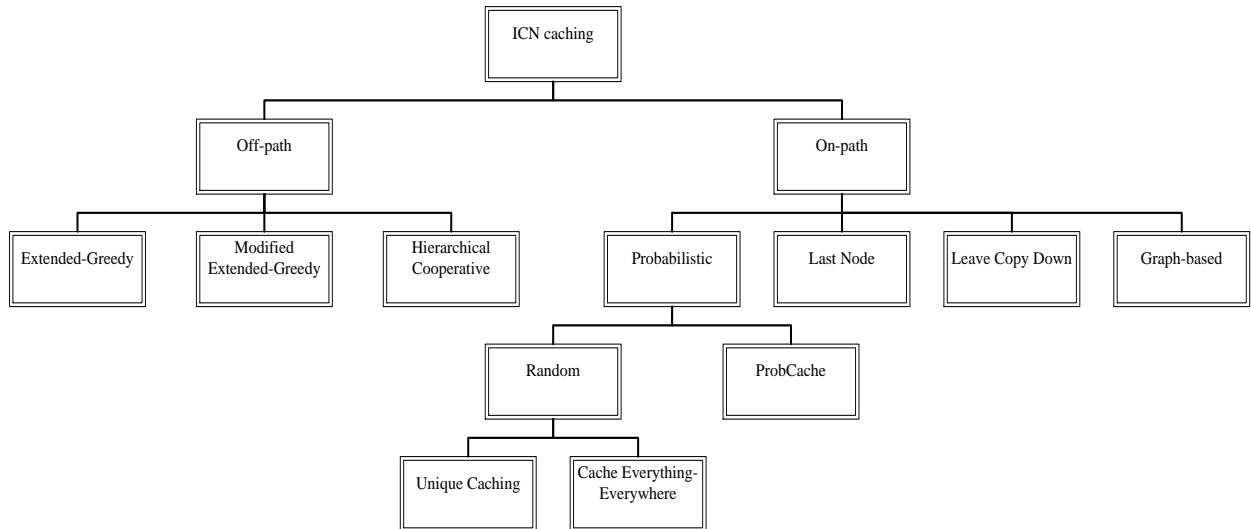 ICN caching
Off-path
On-path
Extended-Greedy
Modified
Extended-Greedy
Hierarchical
Cooperative
Probabilistic
Last Node
Leave Copy Down
Graph-based
Random
ProbCache
Unique Caching
Cache Everything-
Everywhere